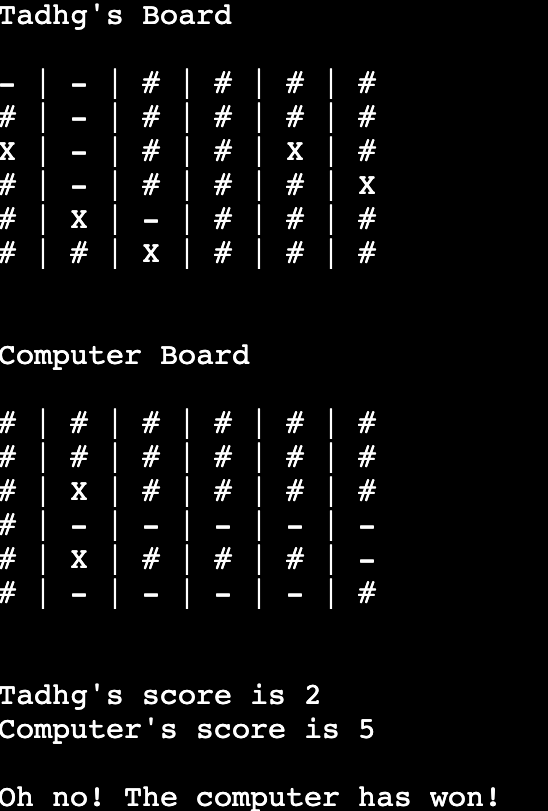 Tadhg's Board
- | - | # | # | # | #
# | - | # | # | # | #
X | - | # | # | X | #
# | - | # | # | # | X
# | X | - | # | # | #
# | # | X | # | # | #
Computer Board
# | # | # | # | # | #
# | # | # | # | # | #
# | X | # | # | # | #
# | - | - | - | - | -
# | X | # | # | # | -
# | - | - | - | - | #
Tadhg's score is 2
Computer's score is 5
Oh no! The computer has won!